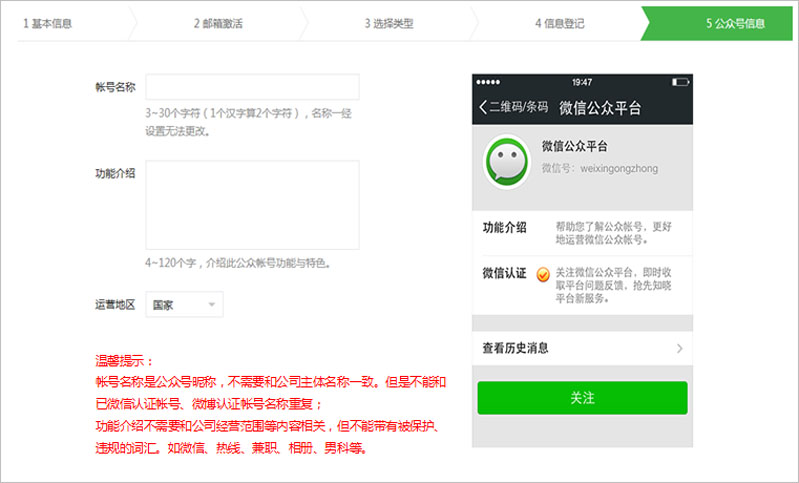 1 基本信息
2 邮箱激活
3 选择类型
4 信息登记
5 公众号信息
帐号名称
3~30个字符（1个汉字算2个字符），名称一经
设置无法更改。
功能介绍
4~120个字，介绍此公众帐号功能与特色。
运营地区
国家
温馨提示：
帐号名称是公众号昵称，不需要和公司主体名称一致。但是不能和
已微信认证帐号、微博认证帐号名称重复；
功能介绍不需要和公司经营范围等内容相关，但不能带有被保护、
违规的词汇。如微信、热线、兼职、相册、男科等。
19:47
二维码/条码 微信公众平台
微信公众平台
微信号：weixingongzhong
功能介绍
帮助您了解公众帐号，更好
地运营微信公众帐号。
微信认证
关注微信公众平台，即时收
取平台问题反馈，抢先知晓
平台新服务。
查看历史消息
关注